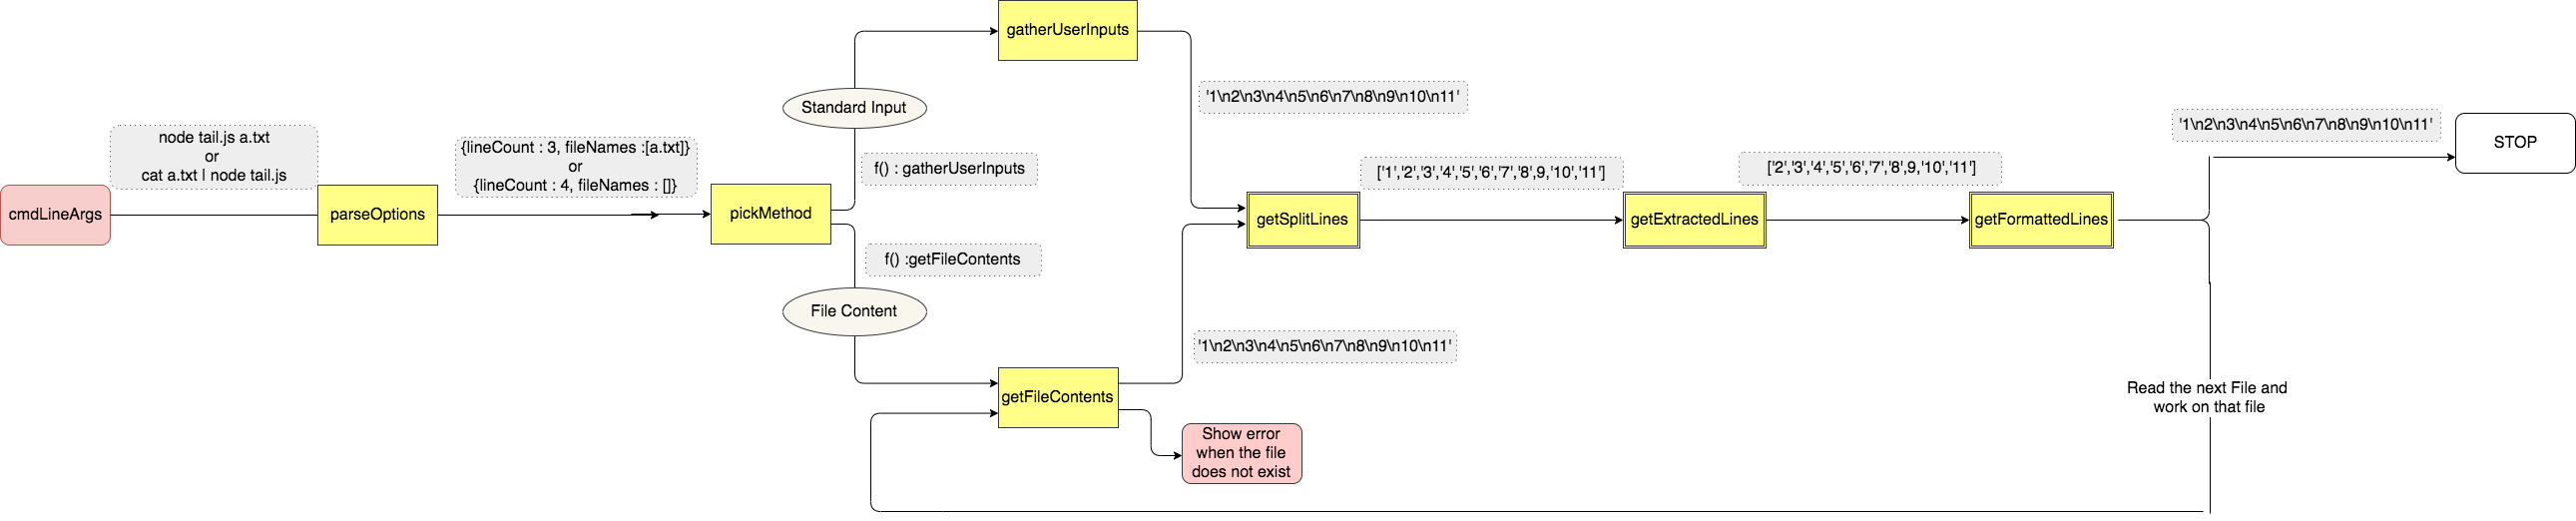 cmdLineArgs
node tail.js a.txt
or
cat a.txt | node tail.js
parseOptions
{lineCount : 3, fileNames :[a.txt]}
or
{lineCount : 4, fileNames : []}
pickMethod
Standard Input
f() : gatherUserInputs
gatherUserInputs
f() :getFileContents
File Content
getFileContents
Show error
when the file
does not exist
'1\n2\n3\n4\n5\n6\n7\n8\n9\n10\n11'
'1\n2\n3\n4\n5\n6\n7\n8\n9\n10\n11'
getSplitLines
['1','2','3','4','5','6','7','8',9,'10','11']
getExtractedLines
['2','3','4','5','6','7','8',9,'10','11']
getFormattedLines
'1\n2\n3\n4\n5\n6\n7\n8\n9\n10\n11'
STOP
Read the next File and
work on that file